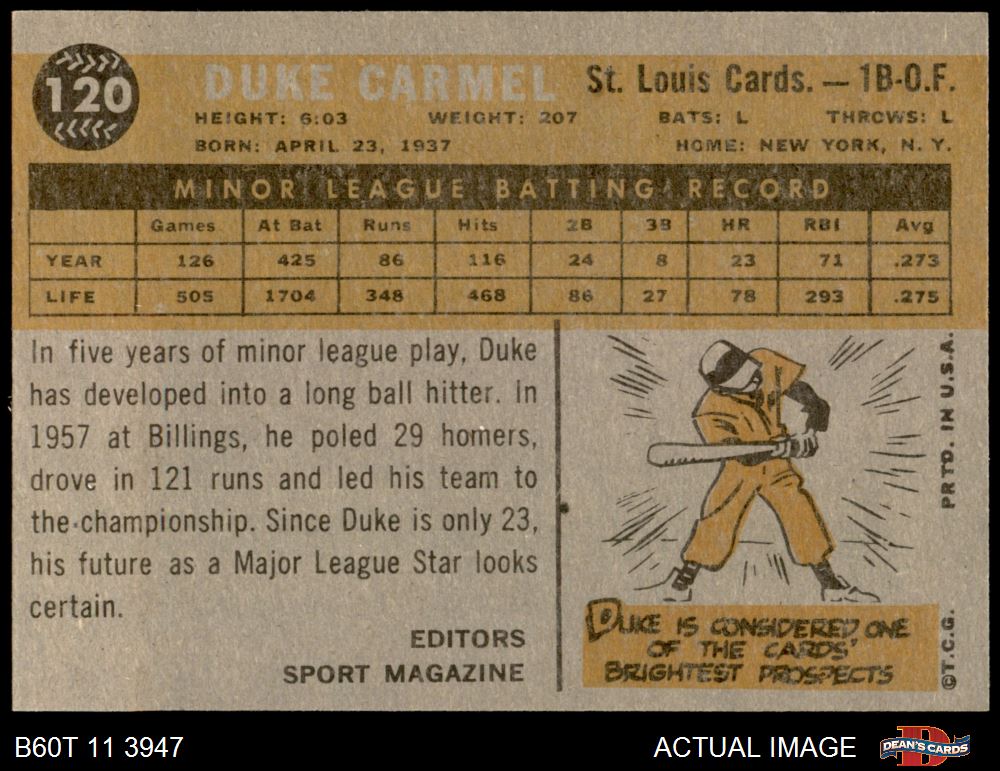 120
DUKE CARMEL St. Louis Cards. — 1B-O.F.
HEIGHT: 6:03 WEIGHT: 207 BATS: L THROWS: L
BORN: APRIL 23, 1937 HOME: NEW YORK, N. Y.
MINOR LEAGUE BATTING RECORD
Games At Bat Runs Hits 2B 3B HR RBI Avg
YEAR 126 425 86 116 24 8 23 71 .273
LIFE 505 1704 348 468 86 27 78 293 .275
In five years of minor league play, Duke
has developed into a long ball hitter. In
1957 at Billings, he poled 29 homers,
drove in 121 runs and led his team to
the championship. Since Duke is only 23,
his future as a Major League Star looks
certain.
EDITORS
SPORT MAGAZINE
DUKE IS CONSIDERED ONE
OF THE CARDS'
BRIGHTEST PROSPECTS
©T.C.G. PRTD. IN U.S.A.
B60T 11 3947 ACTUAL IMAGE DEAN'S CARDS